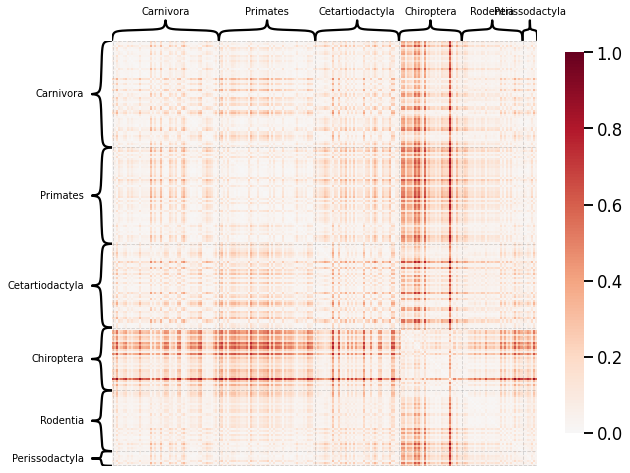 Carnivora Primates Cetartiodactyla Chiroptera Rodentia Perissodactyla
1.0
Carnivora
0.8
Primates
0.6
Cetartiodactyla
0.4
Chiroptera
0.2
Rodentia
0.0
Perissodactyla